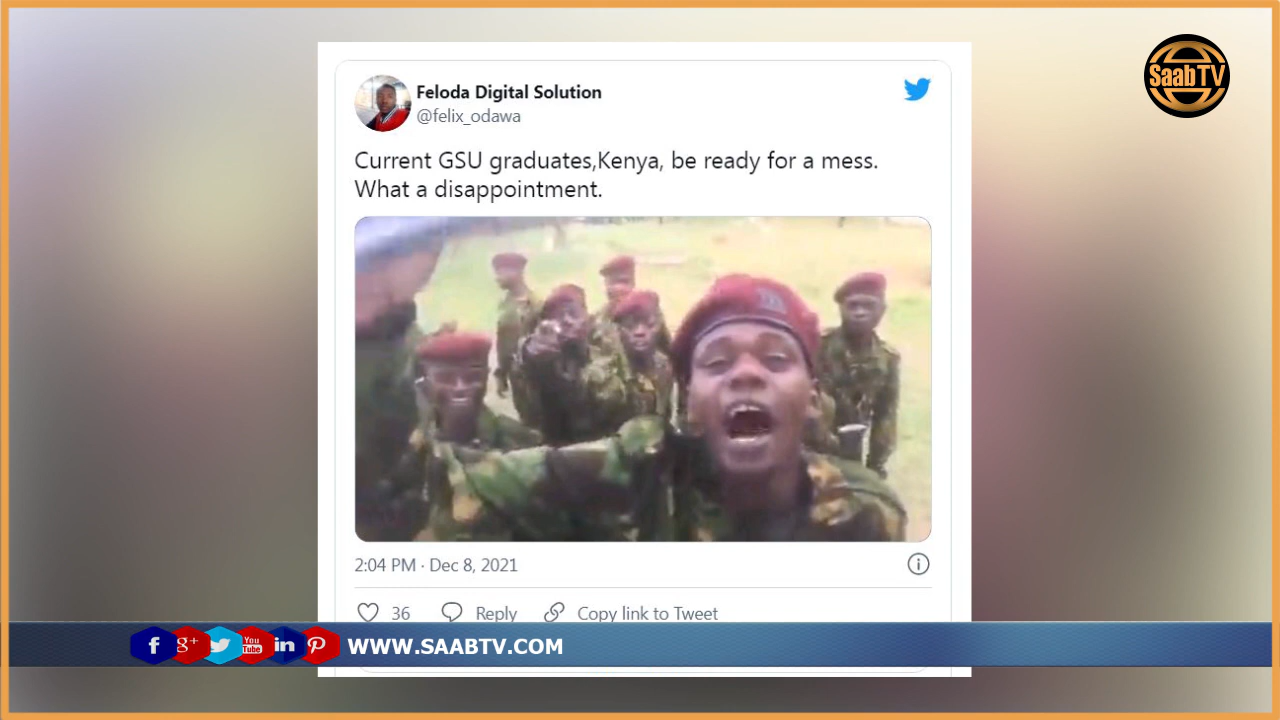 SaabTV
Feloda Digital Solution
@felix_odawa
Current GSU graduates,Kenya, be ready for a mess.
What a disappointment.
2:04 PM · Dec 8, 2021
36 Reply Copy link to Tweet
f g+ You Tube in
WWW.SAABTV.COM